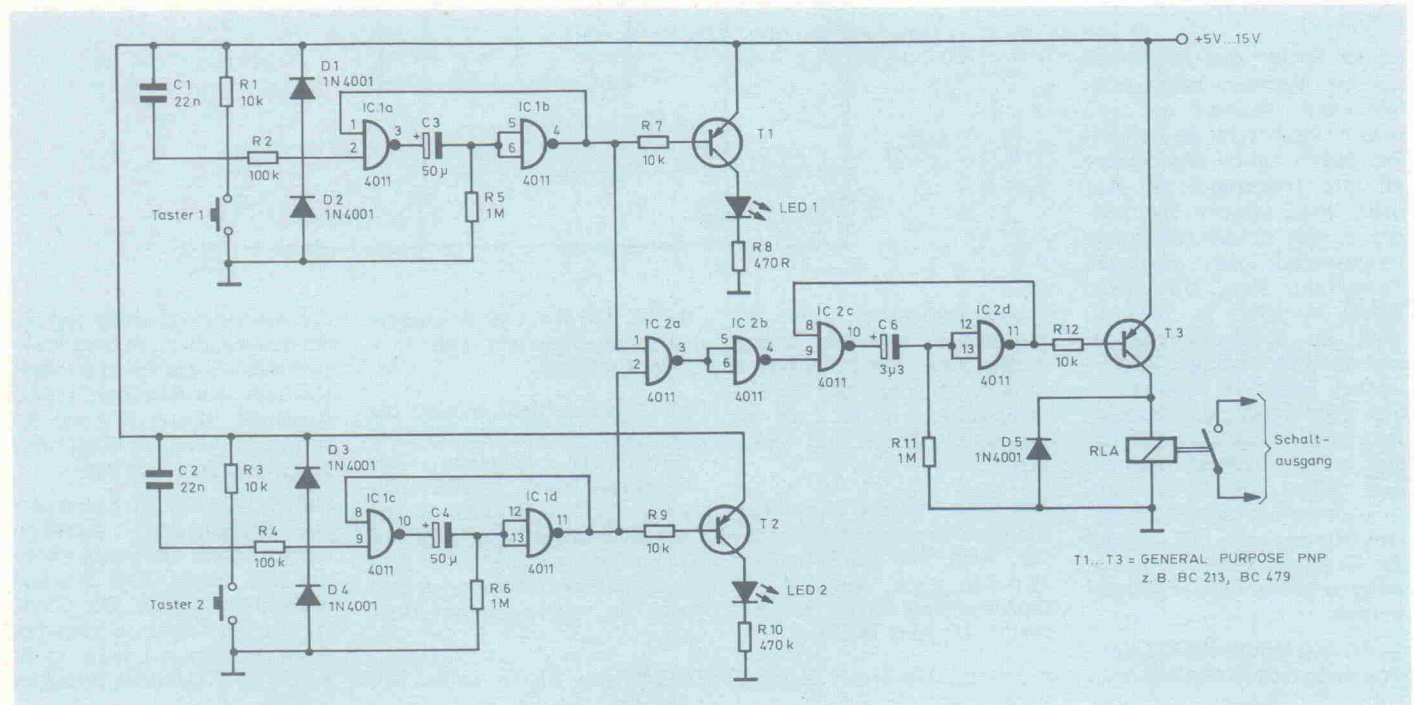 +5V...15V
C1
22n
R1
10k
D1
1N4001
IC 1a
1
2
3
4011
C3
+
50µ
IC 1b
5
6
4
4011
R7
10k
T1
R2
100k
D2
1N4001
R5
1M
LED 1
Taster 1
R8
470R
IC 2a
1
2
3
4011
IC 2b
5
6
4
4011
IC 2c
8
9
10
4011
C6
+
3µ3
IC 2d
12
13
11
4011
R12
10k
T3
R11
1M
D5
1N4001
RLA
Schalt-
ausgang
C2
22n
R3
10k
D3
1N4001
IC 1c
8
9
10
4011
C4
+
50µ
IC 1d
12
13
11
4011
R9
10k
T2
R4
100k
D4
1N4001
R6
1M
LED 2
Taster 2
R10
470k
T1...T3 = GENERAL PURPOSE PNP
z. B. BC 213, BC 479